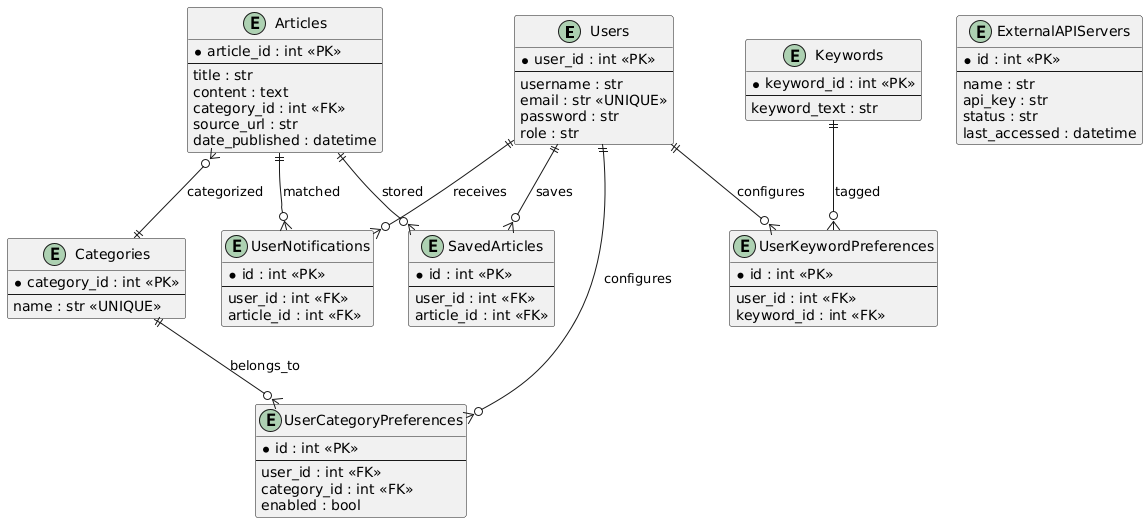 E Articles
* article_id : int «PK»
title : str
content : text
category_id : int «FK»
source_url : str
date_published : datetime
E Users
* user_id : int «PK»
username : str
email : str «UNIQUE»
password : str
role : str
E Keywords
* keyword_id : int «PK»
keyword_text : str
E ExternalAPIServers
* id : int «PK»
name : str
api_key : str
status : str
last_accessed : datetime
categorized
matched
stored
receives
saves
configures
tagged
E Categories
* category_id : int «PK»
name : str «UNIQUE»
E UserNotifications
* id : int «PK»
user_id : int «FK»
article_id : int «FK»
E SavedArticles
* id : int «PK»
user_id : int «FK»
article_id : int «FK»
configures
E UserKeywordPreferences
* id : int «PK»
user_id : int «FK»
keyword_id : int «FK»
belongs_to
E UserCategoryPreferences
* id : int «PK»
user_id : int «FK»
category_id : int «FK»
enabled : bool